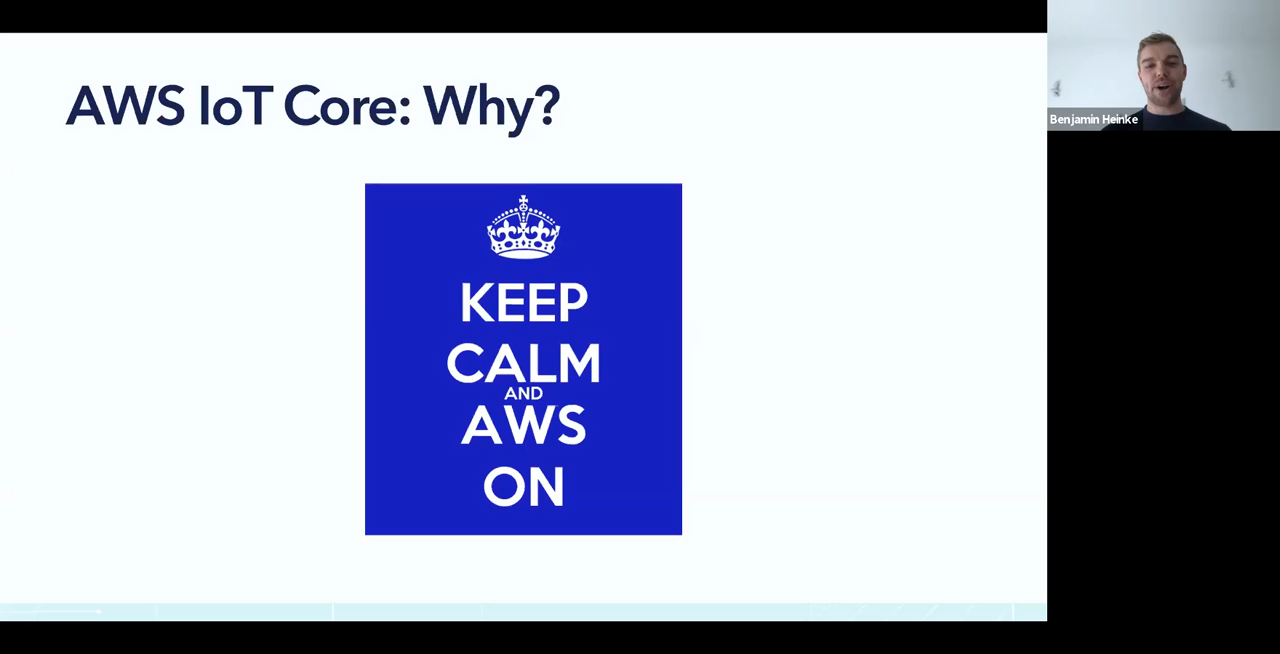 AWS IoT Core: Why?
KEEP
CALM
AND
AWS
ON
Benjamin Heinke